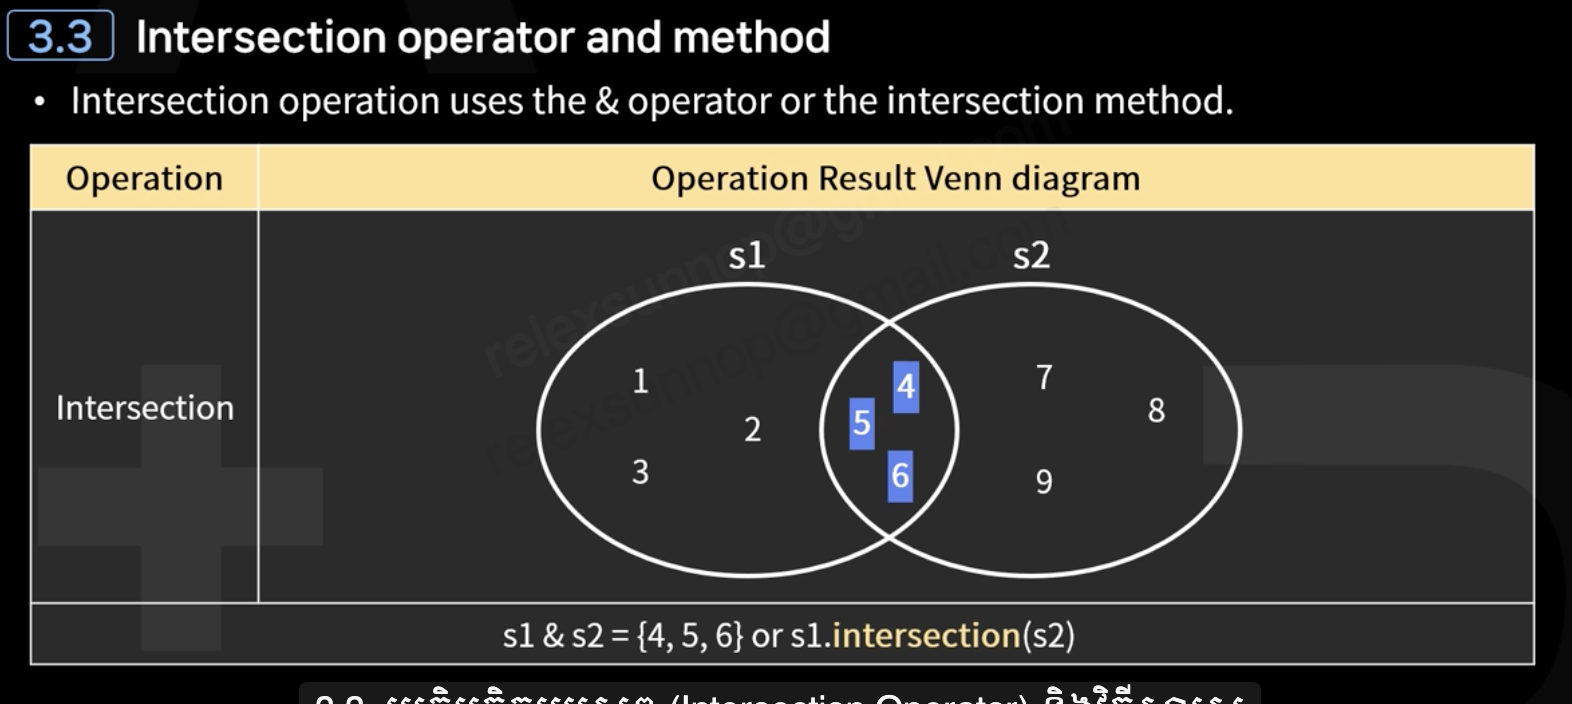 3.3 Intersection operator and method
• Intersection operation uses the & operator or the intersection method.
Operation Operation Result Venn diagram
s1 s2
Intersection
1 2 3 5 4 6 7 8 9
s1 & s2 = {4, 5, 6} or s1.intersection(s2)
(Intersection Operator)